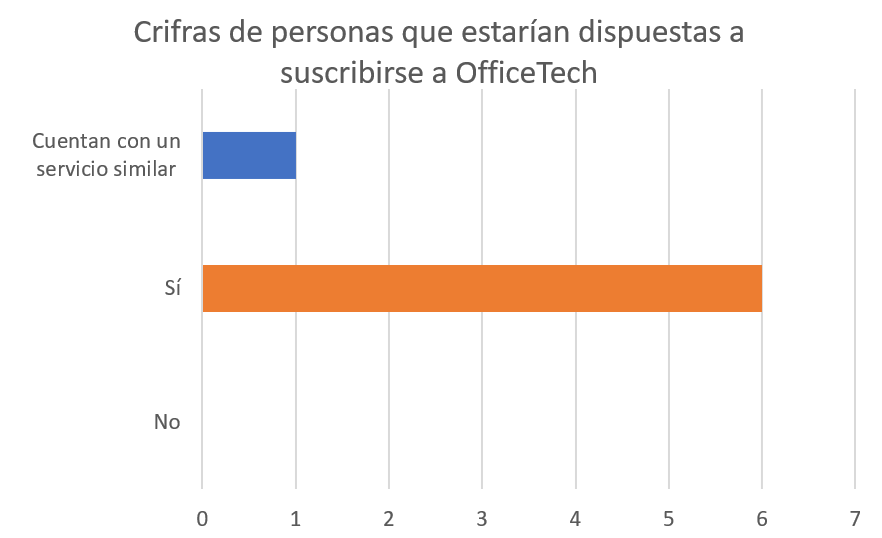 Crifras de personas que estarían dispuestas a
suscribirse a OfficeTech
Cuentan con un
servicio similar
Sí
No
0 1 2 3 4 5 6 7